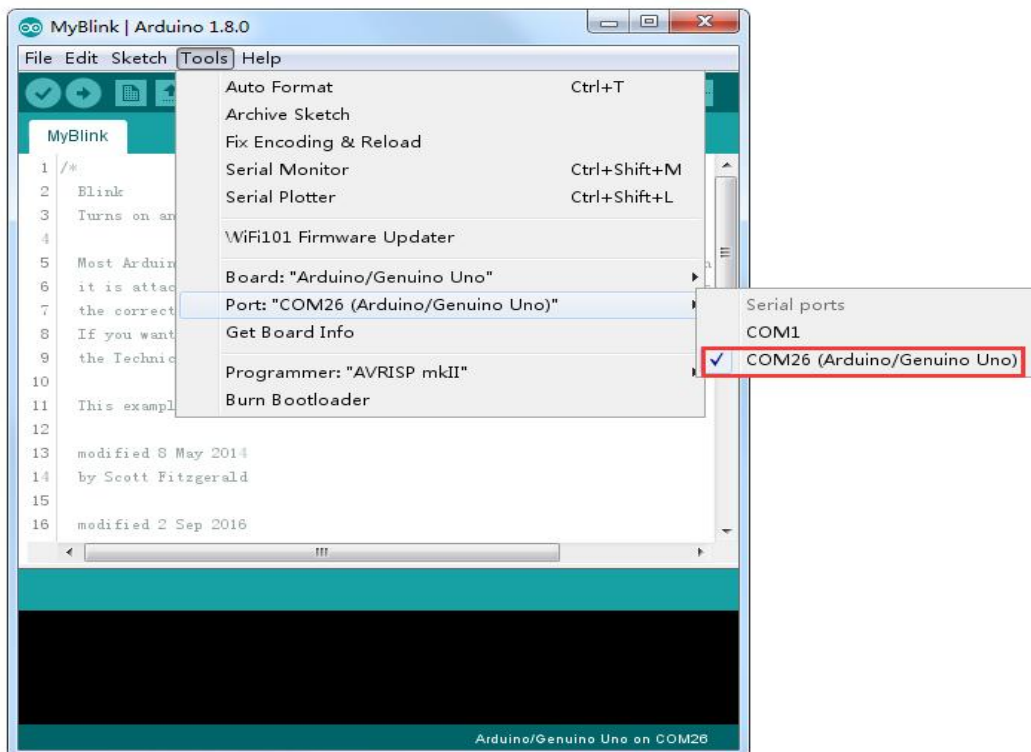 MyBlink | Arduino 1.8.0
File Edit Sketch Tools Help
Auto Format Ctrl+T
Archive Sketch
Fix Encoding & Reload
Serial Monitor Ctrl+Shift+M
Serial Plotter Ctrl+Shift+L
WiFi101 Firmware Updater
Board: "Arduino/Genuino Uno"
Port: "COM26 (Arduino/Genuino Uno)"
Get Board Info
Programmer: "AVRISP mkII"
Burn Bootloader
Serial ports
COM1
COM26 (Arduino/Genuino Uno)
MyBlink
1 /*
2 Blink
3 Turns on an
4
5 Most Arduin
6 it is attac
7 the correct
8 If you want
9 the Technic
10
11 This exampl
12
13 modified 8 May 2014
14 by Scott Fitzgerald
15
16 modified 2 Sep 2016
Arduino/Genuino Uno on COM26